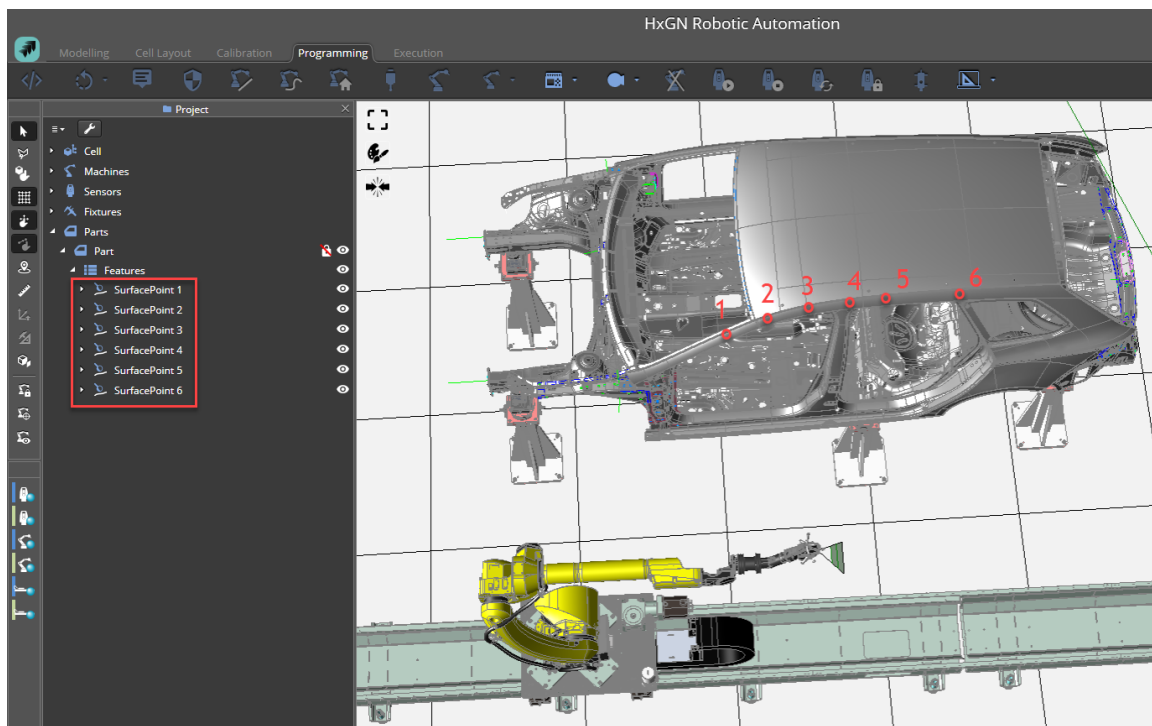 HxGN Robotic Automation
Modelling Cell Layout Calibration Programming Execution
Project
Cell
Machines
Sensors
Fixtures
Parts
Part
Features
SurfacePoint 1
SurfacePoint 2
SurfacePoint 3
SurfacePoint 4
SurfacePoint 5
SurfacePoint 6
1 2 3 4 5 6